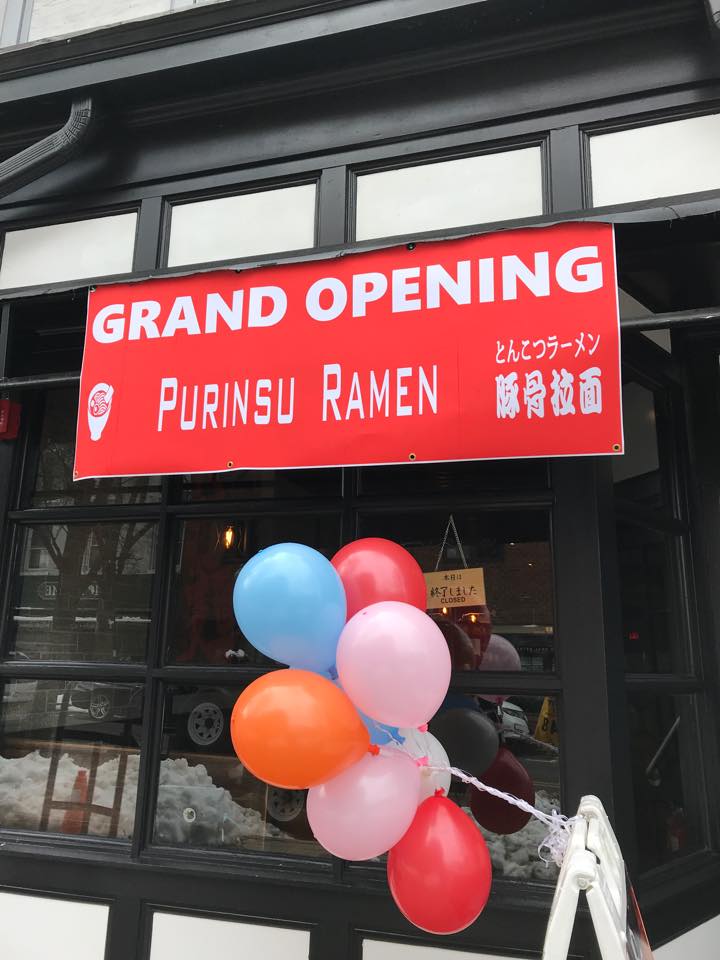 GRAND OPENING
PURINSU RAMEN
とんこつラーメン
豚骨拉面
本日は
終了しました
CLOSED